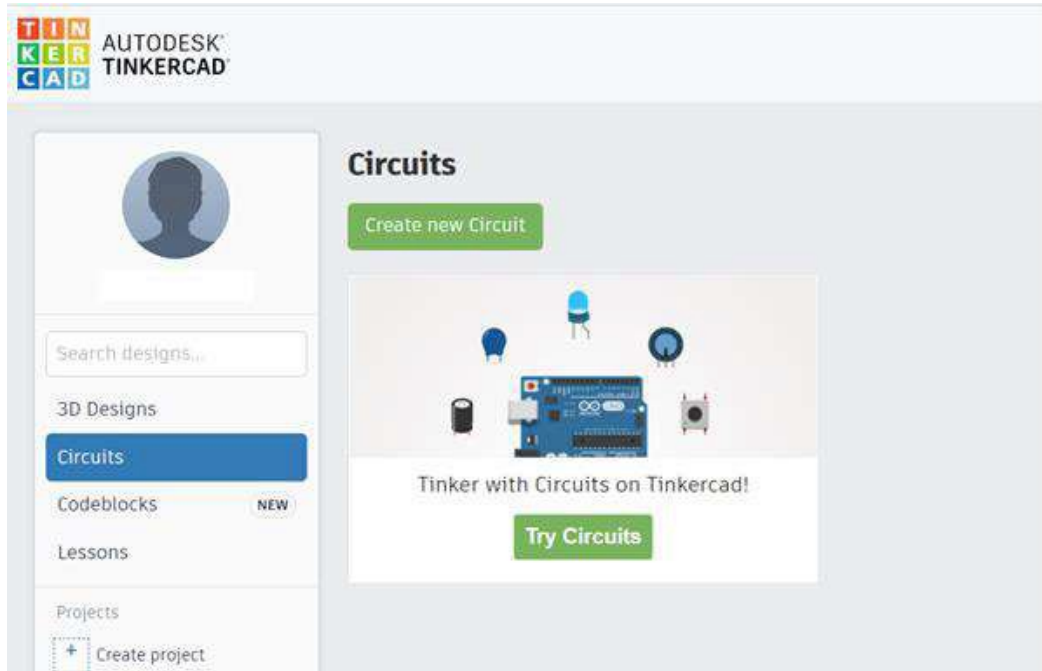 TIN
KER
CAD
AUTODESK®
TINKERCAD®
Circuits
Create new Circuit
Search designs...
3D Designs
Circuits
Codeblocks NEW
Lessons
Projects
+ Create project
Tinker with Circuits on Tinkercad!
Try Circuits